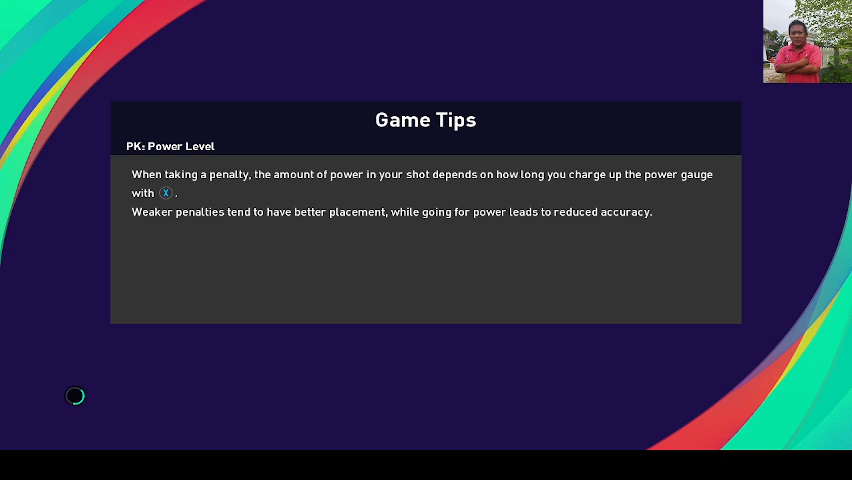 Game Tips
PK: Power Level
When taking a penalty, the amount of power in your shot depends on how long you charge up the power gauge
with X.
Weaker penalties tend to have better placement, while going for power leads to reduced accuracy.